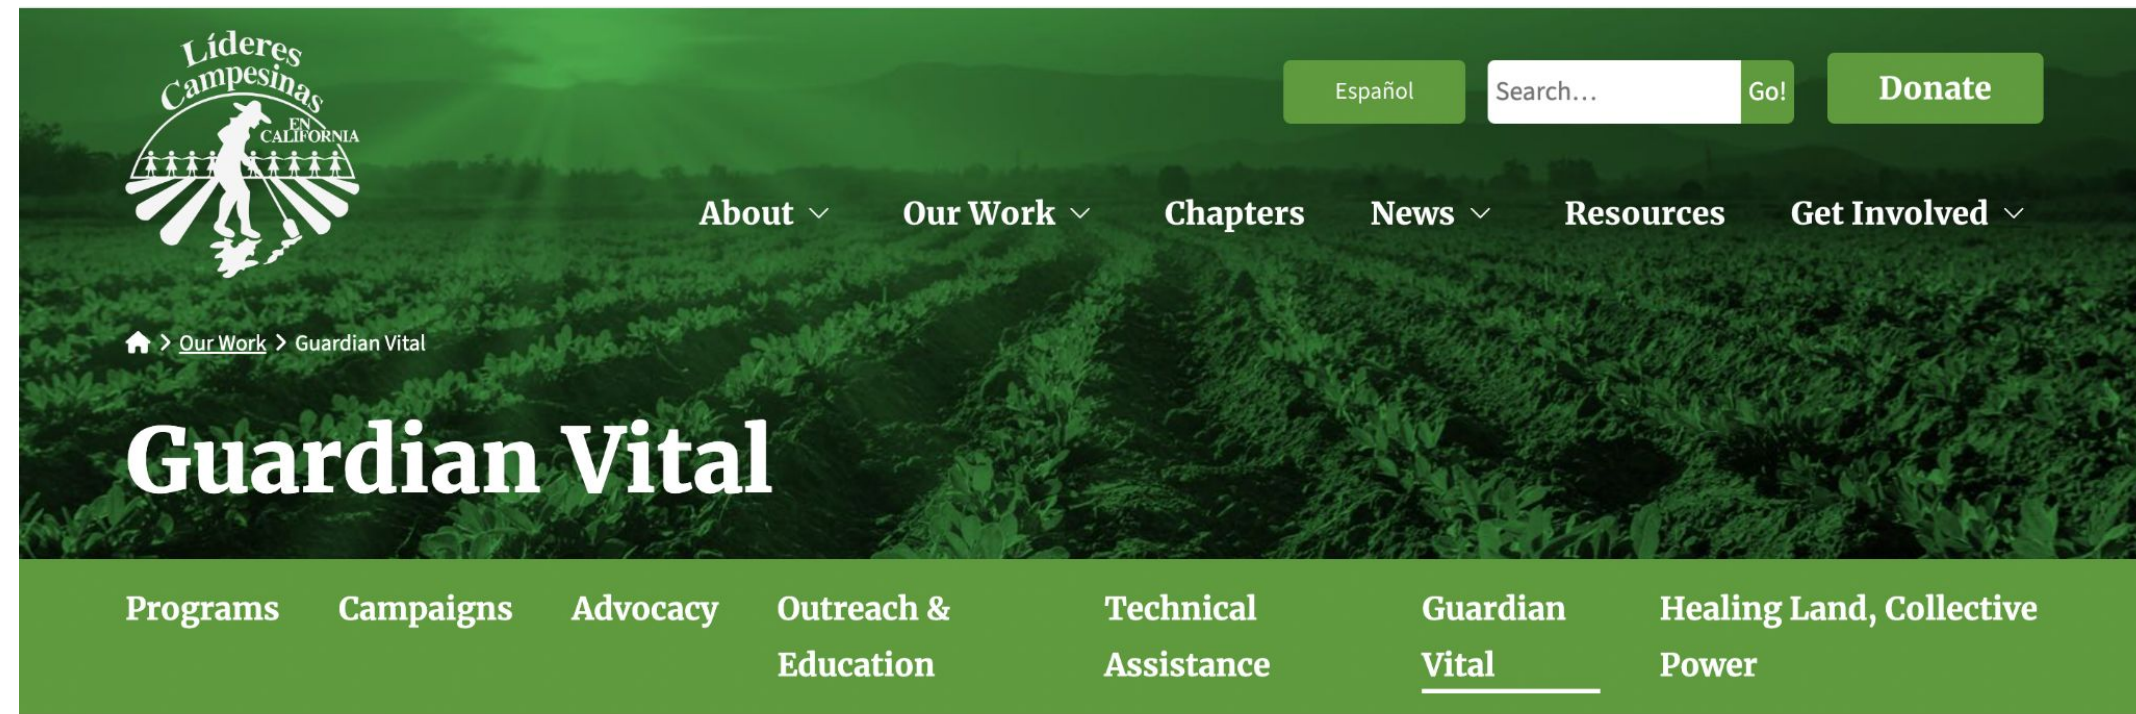 Líderes
Campesinas
EN
CALIFORNIA
Español
Search...
Go!
Donate
About
Our Work
Chapters
News
Resources
Get Involved
> Our Work > Guardian Vital
Guardian Vital
Programs
Campaigns
Advocacy
Outreach &
Education
Technical
Assistance
Guardian
Vital
Healing Land, Collective
Power